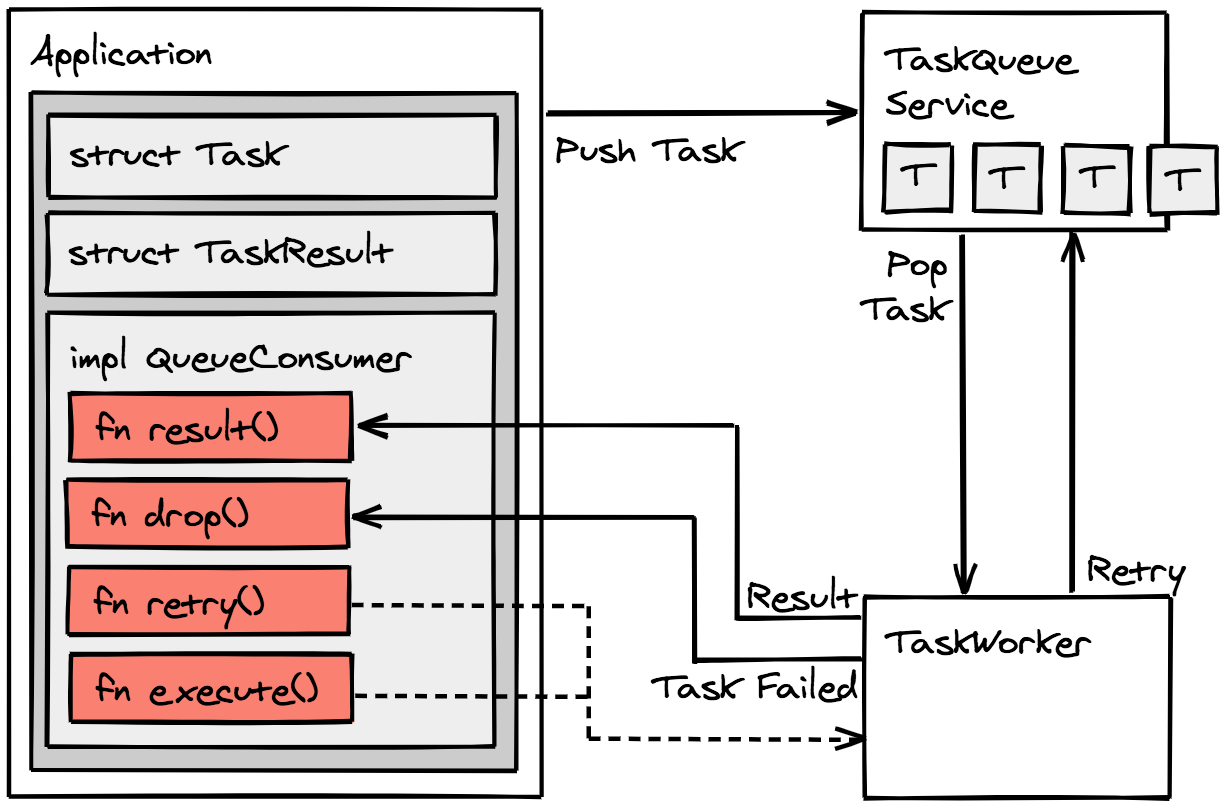 Application
struct Task
struct TaskResult
impl QueueConsumer
fn result()
fn drop()
fn retry()
fn execute()
Push Task
TaskQueue
Service
T T T T
Pop
Task
Retry
Result
Task Failed
TaskWorker